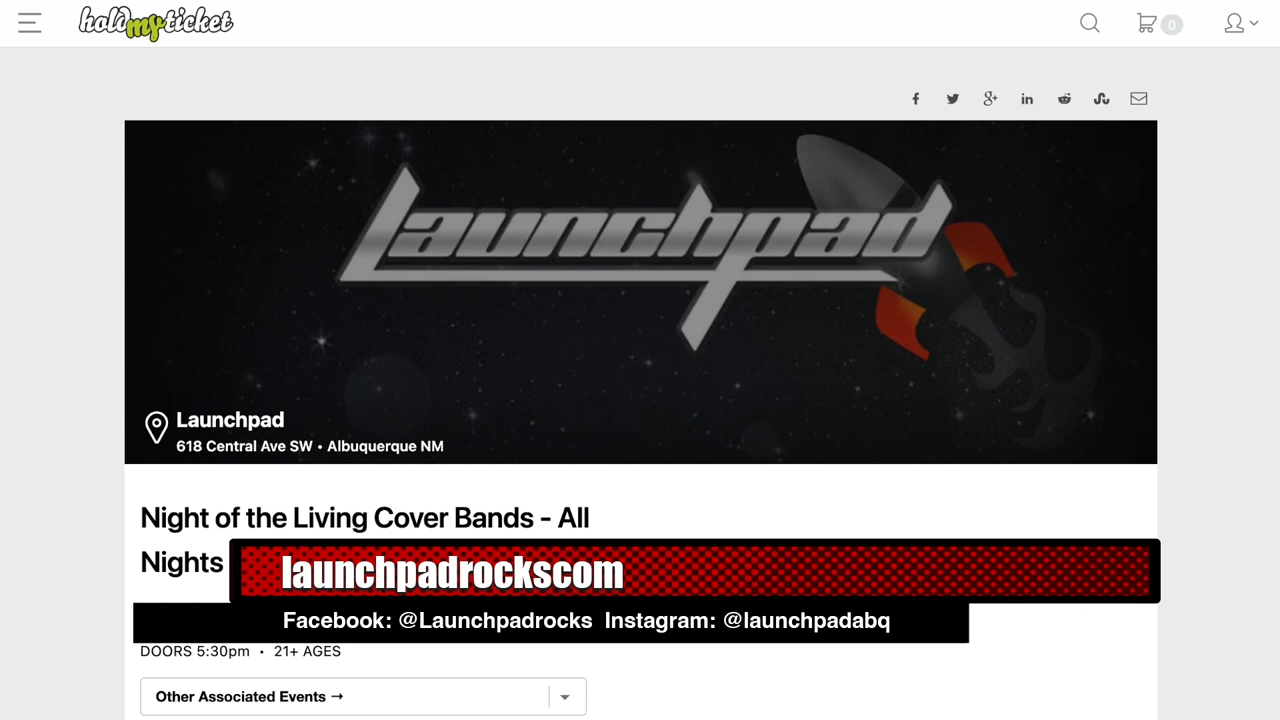 holdmyticket
0
Launchpad
Launchpad
618 Central Ave SW • Albuquerque NM
Night of the Living Cover Bands - All
Nights
launchpadrockscom
Facebook: @Launchpadrocks Instagram: @launchpadabq
DOORS 5:30pm • 21+ AGES
Other Associated Events →